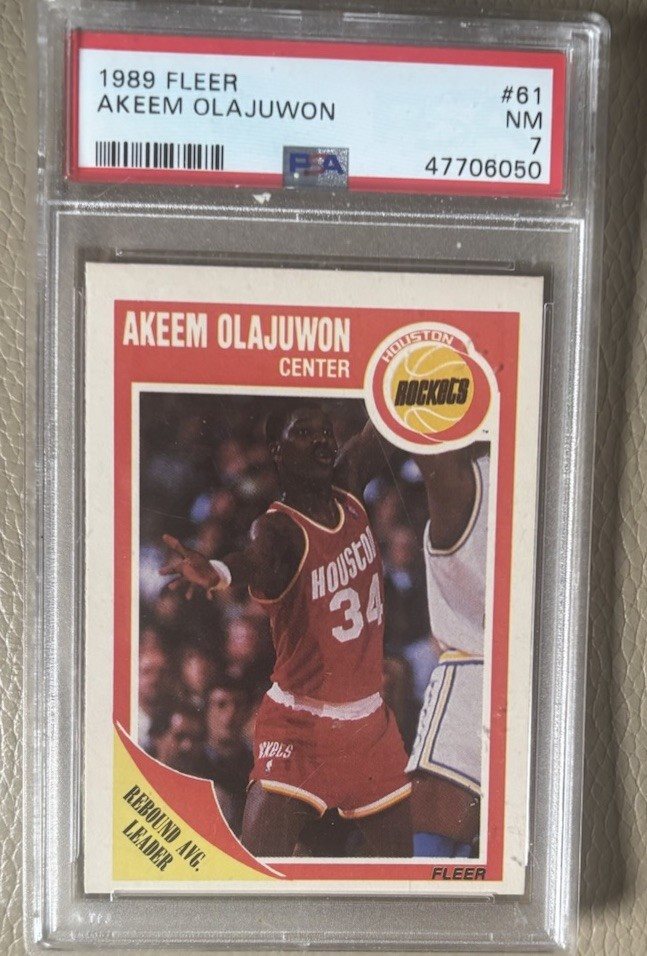 1989 FLEER
#61
AKEEM OLAJUWON
NM
7
PSA
47706050
AKEEM OLAJUWON
CENTER
HOUSTON
ROCKETS
HOUSTON
34
REBOUND AVG.
LEADER
FLEER